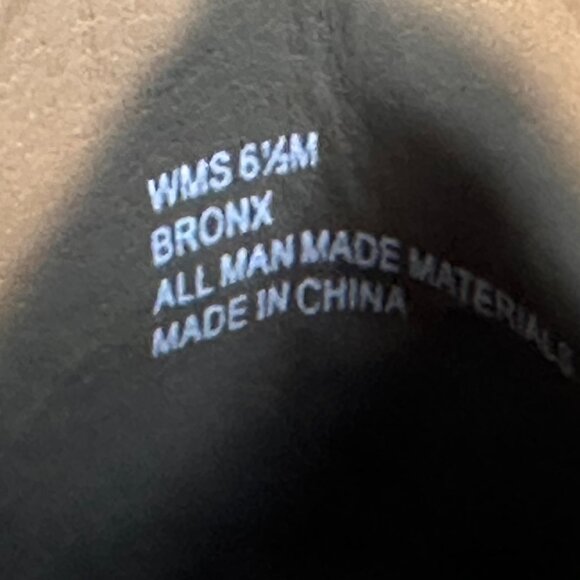 WMS 6½M
BRONX
ALL MAN MADE MATERIALS
MADE IN CHINA